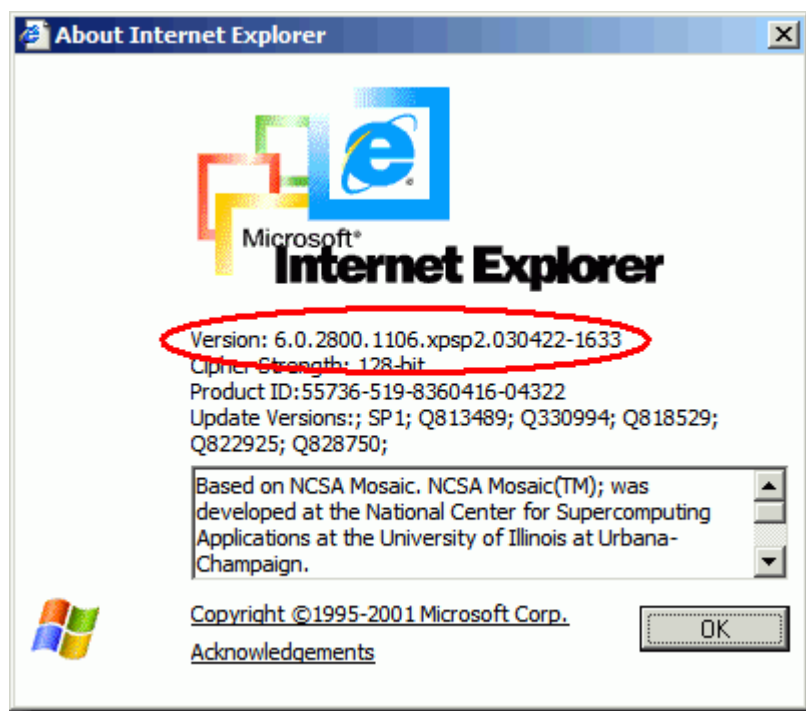 About Internet Explorer
Microsoft®
Internet Explorer
Version: 6.0.2800.1106.xpsp2.030422-1633
Cipher Strength: 128-bit
Product ID:55736-519-8360416-04322
Update Versions:; SP1; Q813489; Q330994; Q818529;
Q822925; Q828750;
Based on NCSA Mosaic. NCSA Mosaic(TM); was
developed at the National Center for Supercomputing
Applications at the University of Illinois at Urbana-
Champaign.
Copyright ©1995-2001 Microsoft Corp.
OK
Acknowledgements